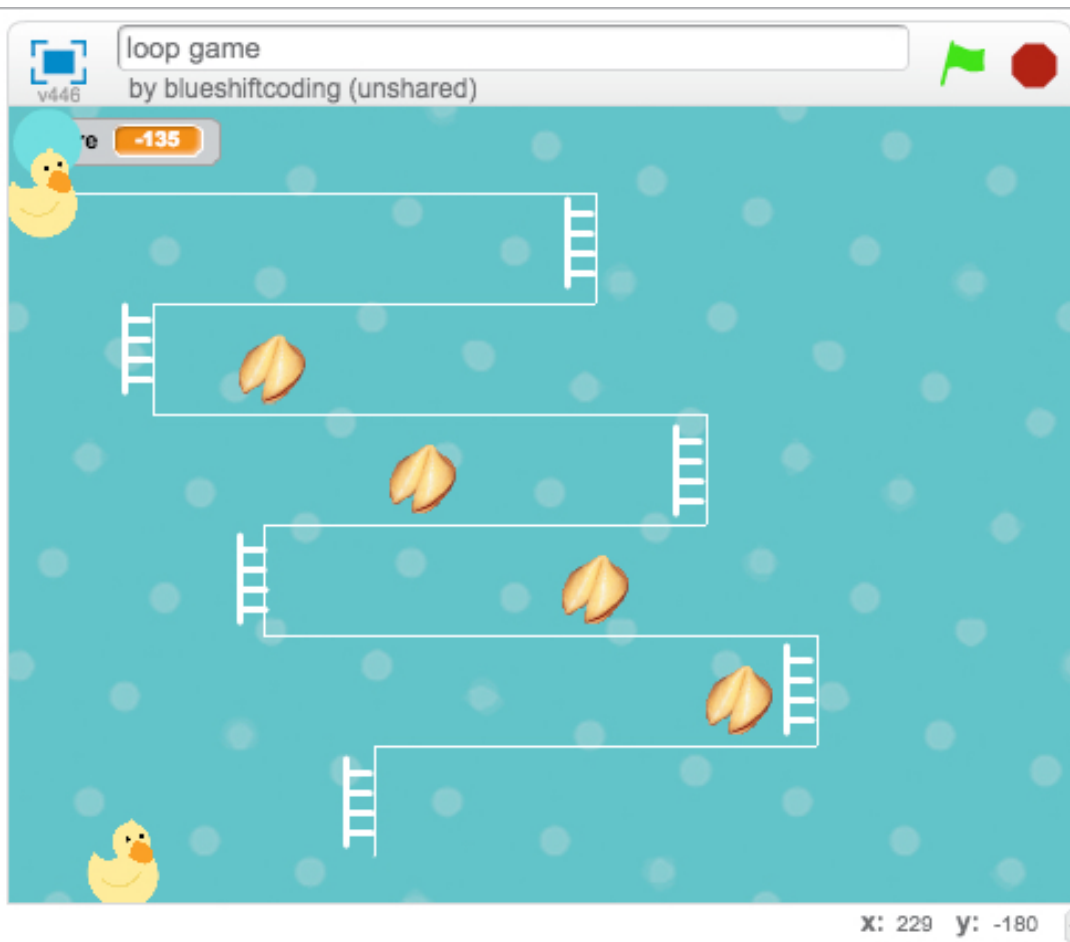 loop game
v446
by blueshiftcoding (unshared)
-135
x: 229 y: -180